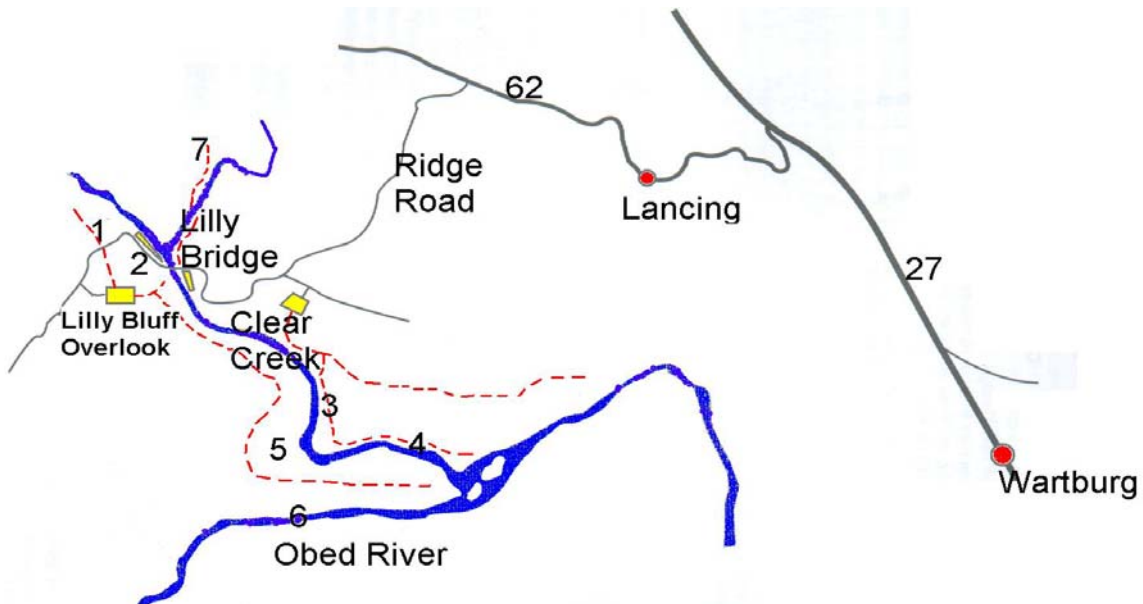 62
7
Ridge
Road
Lancing
Lilly
Bridge
1
2
27
Lilly Bluff
Overlook
Clear
Creek
3
5
4
Wartburg
6
Obed River